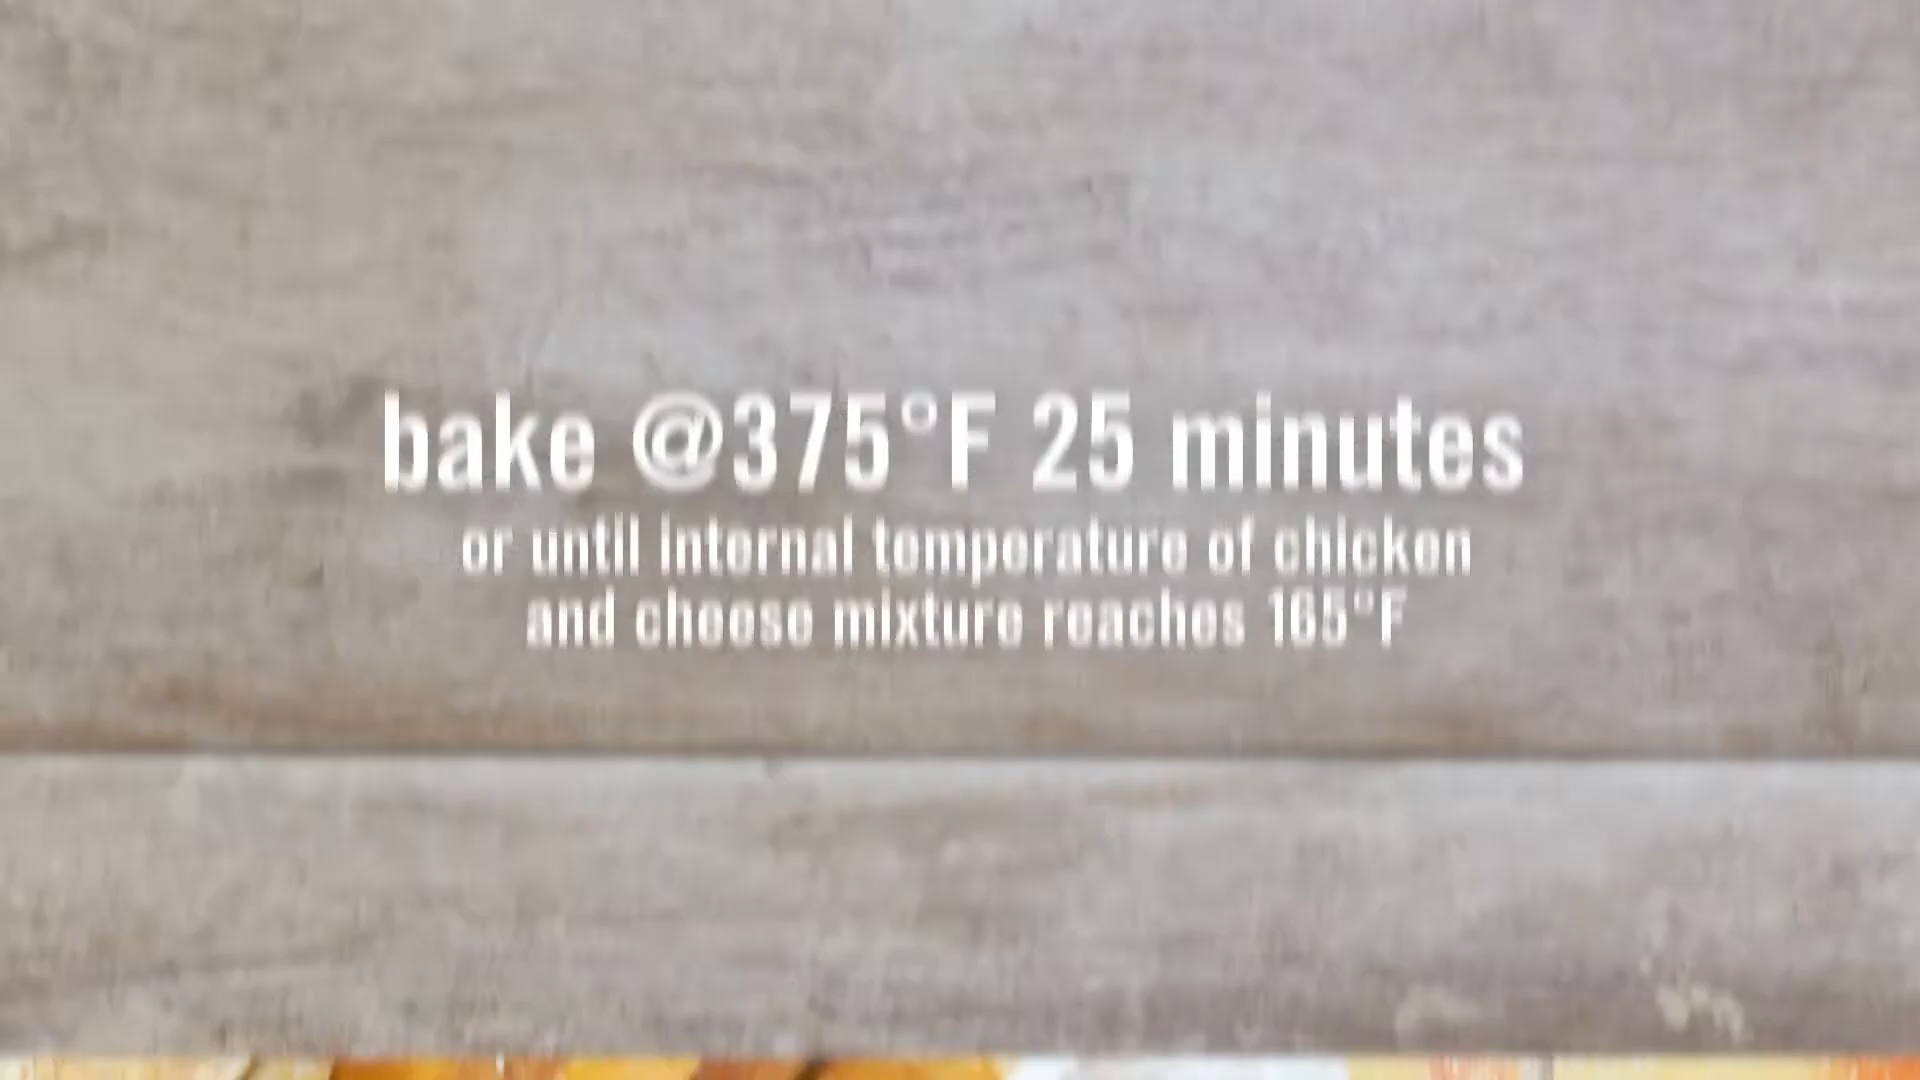 bake @375°F 25 minutes
or until internal temperature of chicken
and cheese mixture reaches 165°F